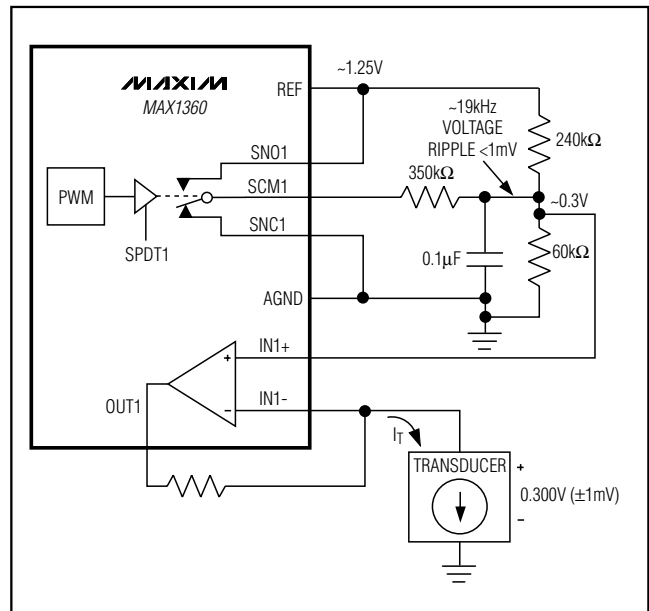 MAXIM
MAX1360
REF
~1.25V
~19kHz
VOLTAGE
RIPPLE <1mV
240kΩ
SNO1
350kΩ
PWM
SCM1
~0.3V
SNC1
SPDT1
0.1µF
60kΩ
AGND
IN1+
+
OUT1
IN1-
−
IT
TRANSDUCER
+
0.300V (±1mV)
−